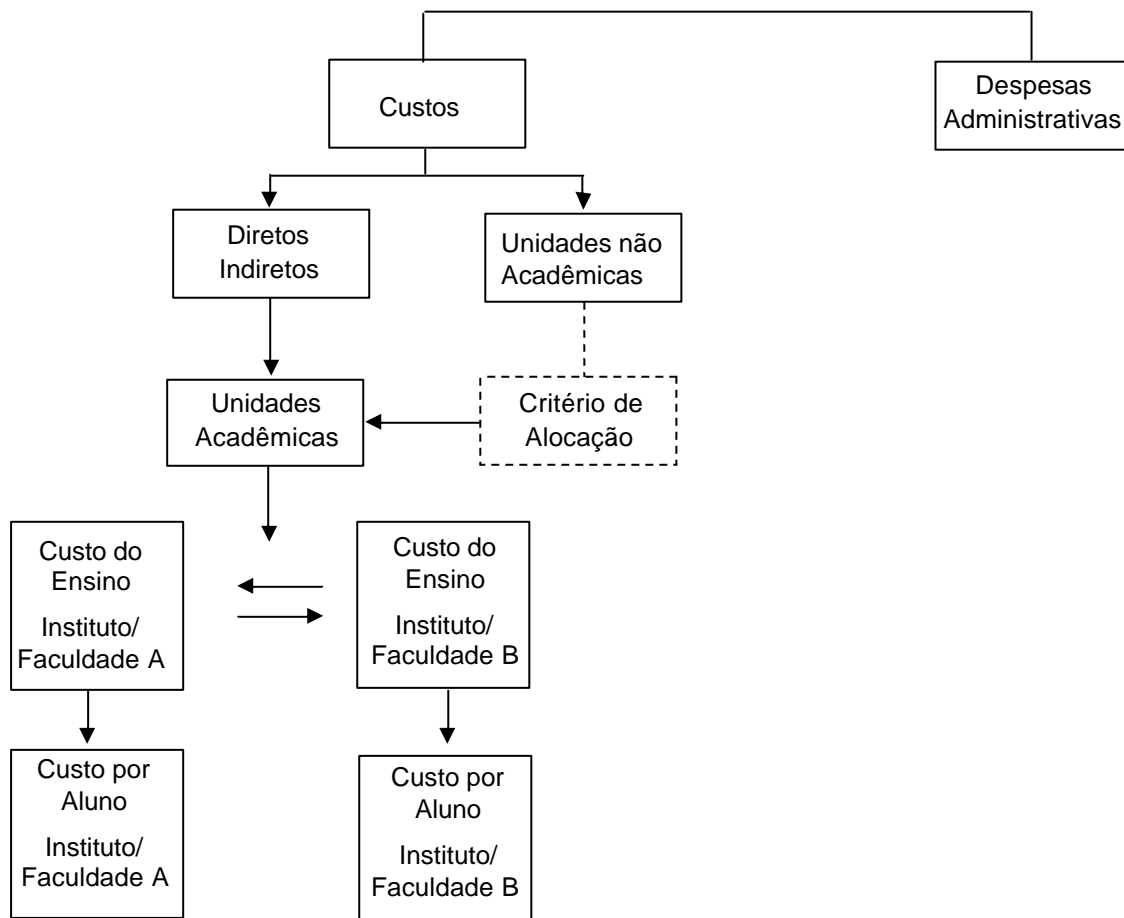 Custos
Despesas
Administrativas
Diretos
Indiretos
Unidades não
Acadêmicas
Unidades
Acadêmicas
Critério de
Alocação
Custo do
Ensino
Instituto/
Faculdade A
Custo do
Ensino
Instituto/
Faculdade B
Custo por
Aluno
Instituto/
Faculdade A
Custo por
Aluno
Instituto/
Faculdade B